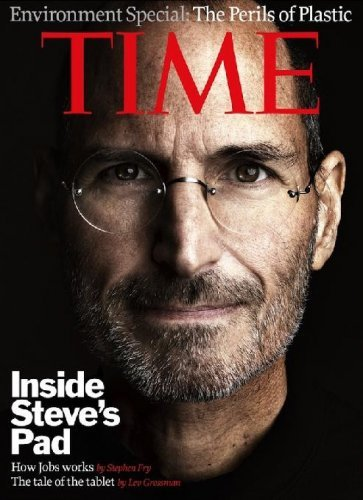 Environment Special: The Perils of Plastic
TIME
Inside
Steve's
Pad
How Jobs works by Stephen Fry
The tale of the tablet by Lev Grossman